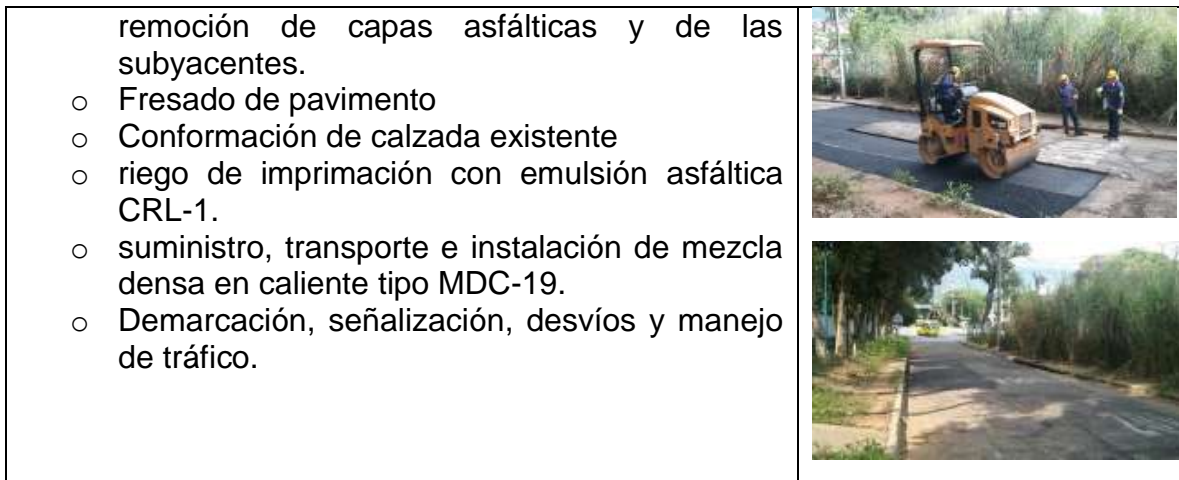 remoción de capas asfálticas y de las
subyacentes.
o Fresado de pavimento
o Conformación de calzada existente
o riego de imprimación con emulsión asfáltica
CRL-1.
o suministro, transporte e instalación de mezcla
densa en caliente tipo MDC-19.
o Demarcación, señalización, desvíos y manejo
de tráfico.